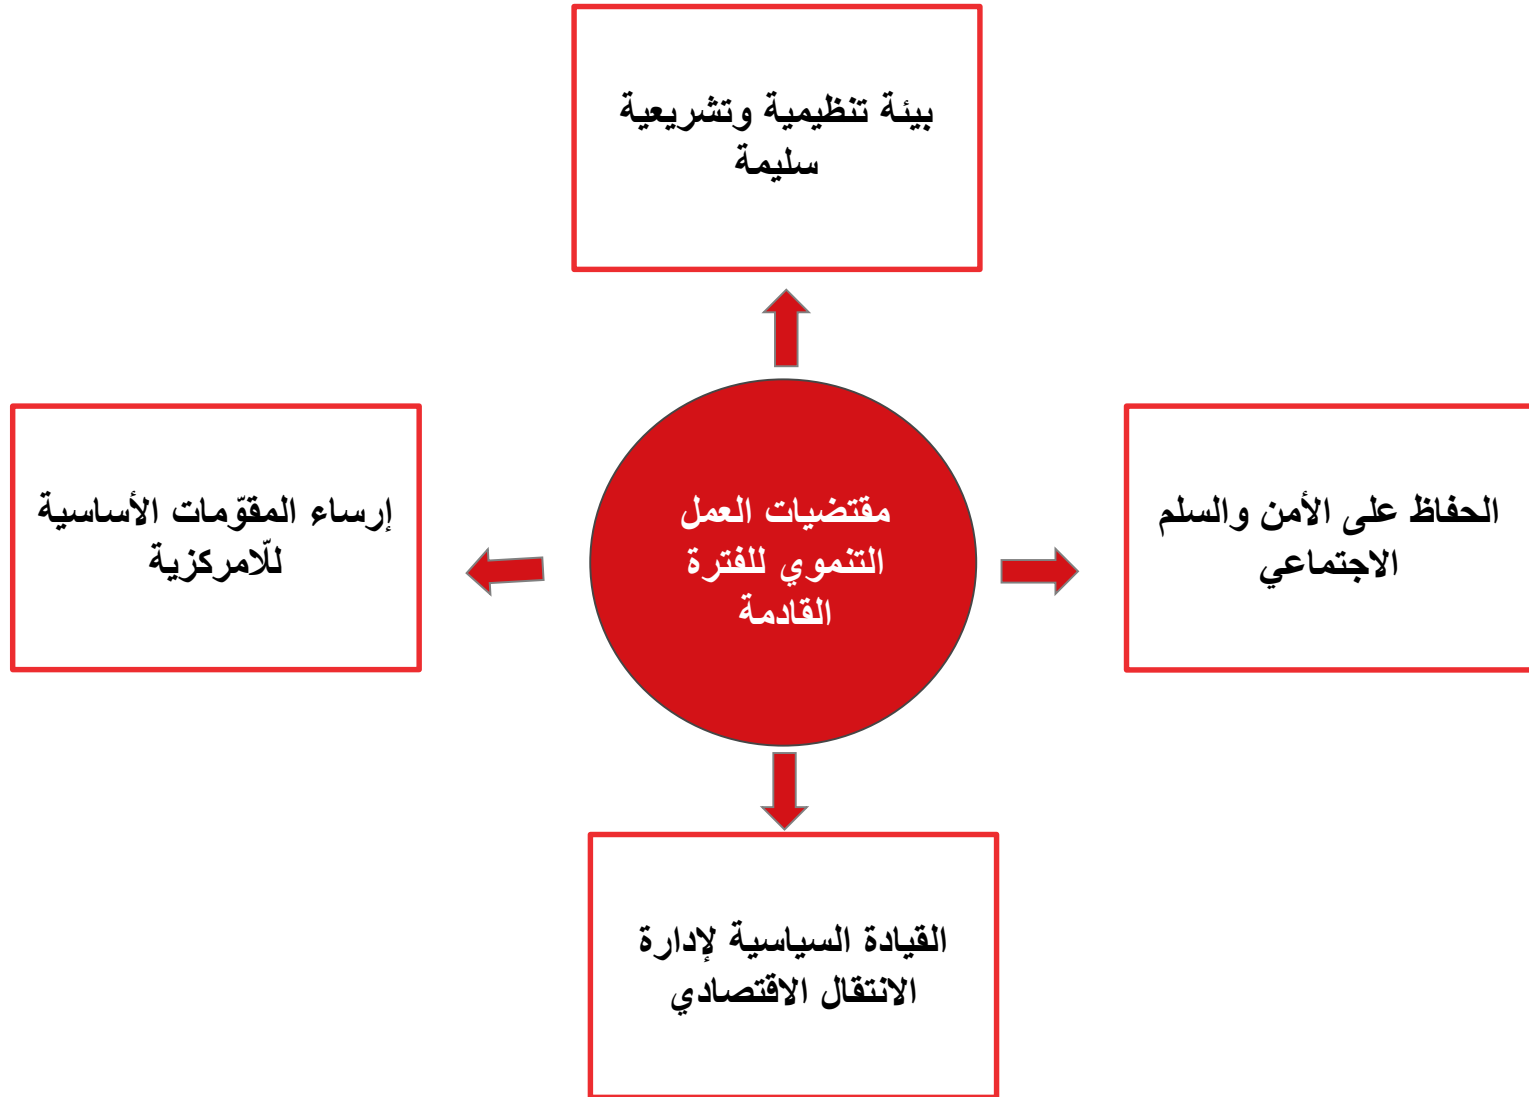 بيئة تنظيمية وتشريعية
سليمة
الحفاظ على الأمن والسلم
الاجتماعي
مقتضيات العمل
التنموي للفترة
القادمة
إرساء المقوّمات الأساسية
للّامركزية
القيادة السياسية لإدارة
الانتقال الاقتصادي